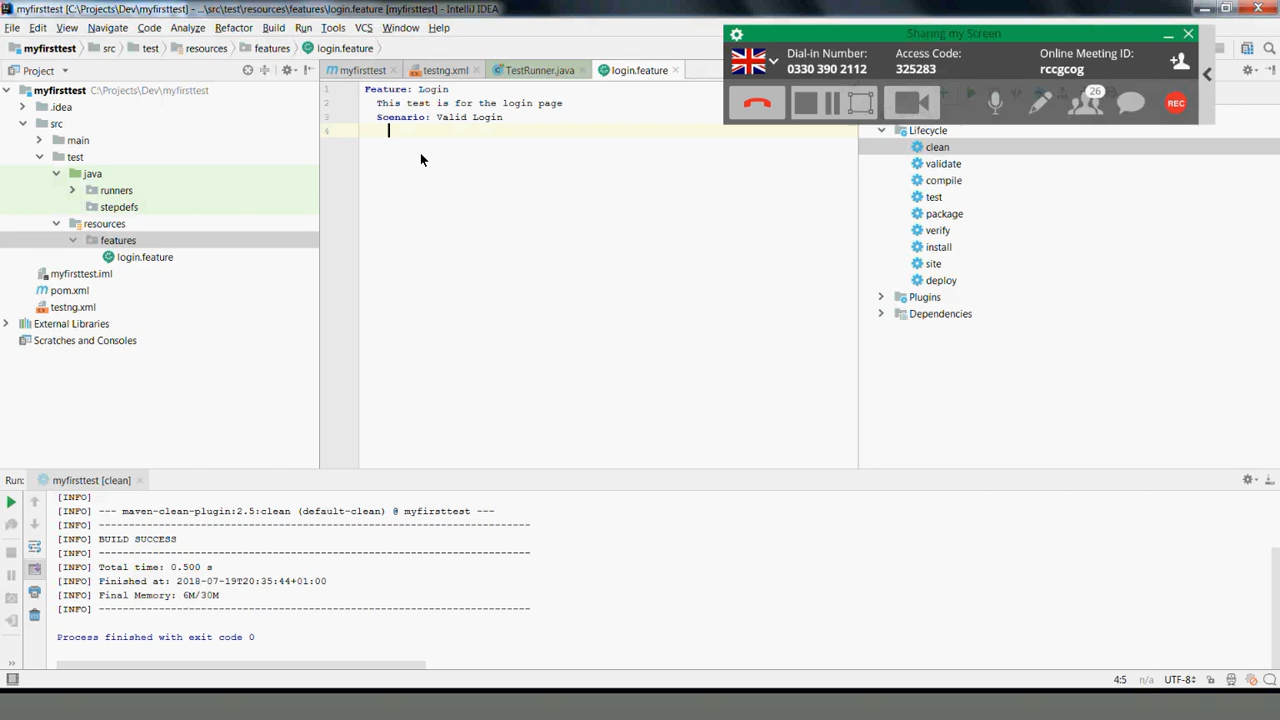 myfirsttest [C:\Projects\Dev\myfirsttest] - ...\src\test\resources\features\login.feature [myfirsttest] - IntelliJ IDEA
File Edit View Navigate Code Analyze Refactor Build Run Tools VCS Window Help
myfirsttest src test resources features login.feature
Sharing my Screen
Dial-in Number: Access Code: Online Meeting ID:
0330 390 2112 325283 rccgcog
26
REC
Project
myfirsttest testng.xml TestRunner.java login.feature
myfirsttest C:\Projects\Dev\myfirsttest
.idea
src
main
test
java
runners
stepdefs
resources
features
login.feature
myfirsttest.iml
pom.xml
testng.xml
External Libraries
Scratches and Consoles
1 Feature: Login
2 This test is for the login page
3 Scenario: Valid Login
4
Lifecycle
clean
validate
compile
test
package
verify
install
site
deploy
Plugins
Dependencies
Run: myfirsttest [clean]
[INFO]
[INFO] --- maven-clean-plugin:2.5:clean (default-clean) @ myfirsttest ---
[INFO] ------------------------------------------------------------------------
[INFO] BUILD SUCCESS
[INFO] ------------------------------------------------------------------------
[INFO] Total time: 0.500 s
[INFO] Finished at: 2018-07-19T20:35:44+01:00
[INFO] Final Memory: 6M/30M
[INFO] ------------------------------------------------------------------------
Process finished with exit code 0
4:5 n/a UTF-8